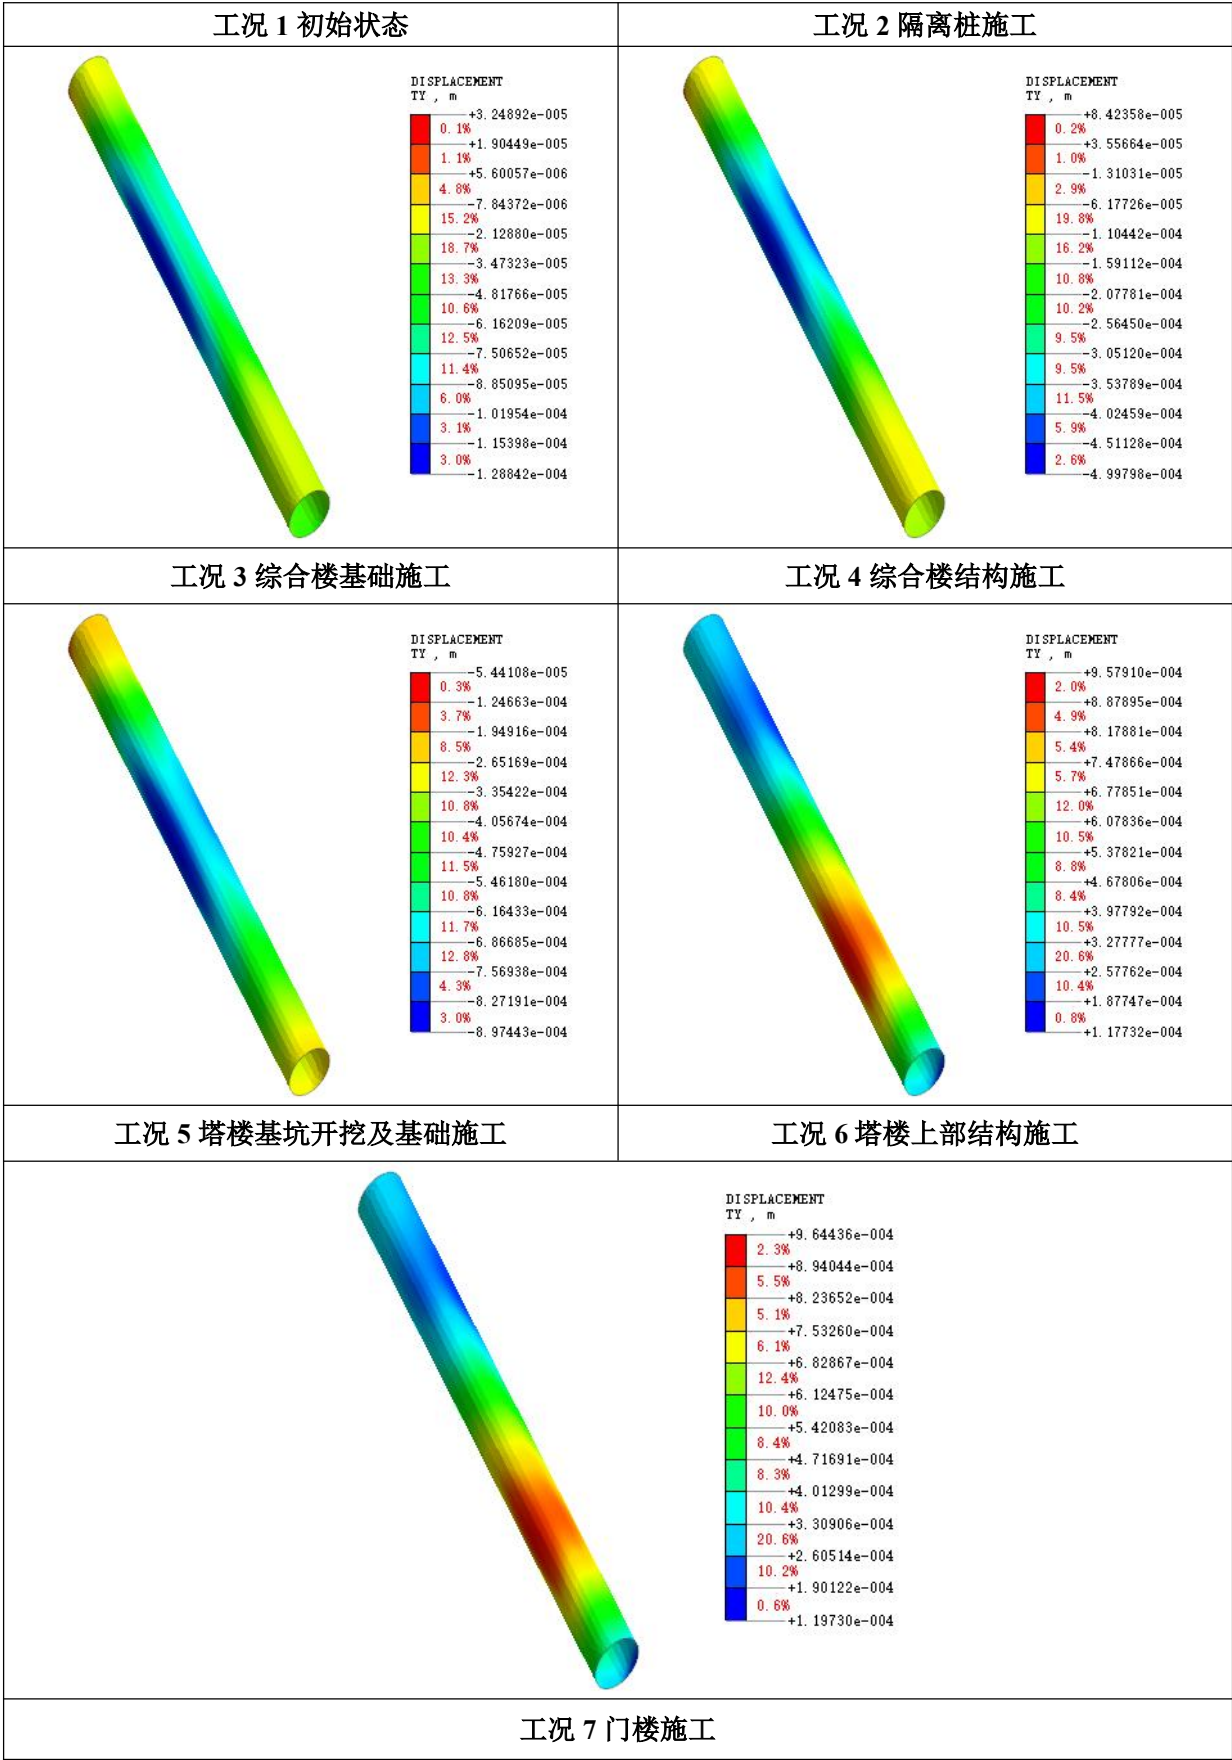 工况 1 初始状态
工况 2 隔离桩施工
DISPLACEMENT
TY , m
+3.24892e-005
0.1%
+1.90449e-005
1.1%
+5.60057e-006
4.8%
-7.84372e-006
15.2%
-2.12880e-005
18.7%
-3.47323e-005
13.3%
-4.81766e-005
10.6%
-6.16209e-005
12.5%
-7.50652e-005
11.4%
-8.85095e-005
6.0%
-1.01954e-004
3.1%
-1.15398e-004
3.0%
-1.28842e-004
DISPLACEMENT
TY , m
+8.42358e-005
0.2%
+3.55664e-005
1.0%
-1.31031e-005
2.9%
-6.17726e-005
19.8%
-1.10442e-004
16.2%
-1.59112e-004
10.8%
-2.07781e-004
10.2%
-2.56450e-004
9.5%
-3.05120e-004
9.5%
-3.53789e-004
11.5%
-4.02459e-004
5.9%
-4.51128e-004
2.6%
-4.99798e-004
工况 3 综合楼基础施工
工况 4 综合楼结构施工
DISPLACEMENT
TY , m
-5.44108e-005
0.3%
-1.24663e-004
3.7%
-1.94916e-004
8.5%
-2.65169e-004
12.3%
-3.35422e-004
10.8%
-4.05674e-004
10.4%
-4.75927e-004
11.5%
-5.46180e-004
10.8%
-6.16433e-004
11.7%
-6.86685e-004
12.8%
-7.56938e-004
4.3%
-8.27191e-004
3.0%
-8.97443e-004
DISPLACEMENT
TY , m
+9.57910e-004
2.0%
+8.87895e-004
4.9%
+8.17881e-004
5.4%
+7.47866e-004
5.7%
+6.77851e-004
12.0%
+6.07836e-004
10.5%
+5.37821e-004
8.8%
+4.67806e-004
8.4%
+3.97792e-004
10.5%
+3.27777e-004
20.6%
+2.57762e-004
10.4%
+1.87747e-004
0.8%
+1.17732e-004
工况 5 塔楼基坑开挖及基础施工
工况 6 塔楼上部结构施工
DISPLACEMENT
TY , m
+9.64436e-004
2.3%
+8.94044e-004
5.5%
+8.23652e-004
5.1%
+7.53260e-004
6.1%
+6.82867e-004
12.4%
+6.12475e-004
10.0%
+5.42083e-004
8.4%
+4.71691e-004
8.3%
+4.01299e-004
10.4%
+3.30906e-004
20.6%
+2.60514e-004
10.2%
+1.90122e-004
0.6%
+1.19730e-004
工况 7 门楼施工